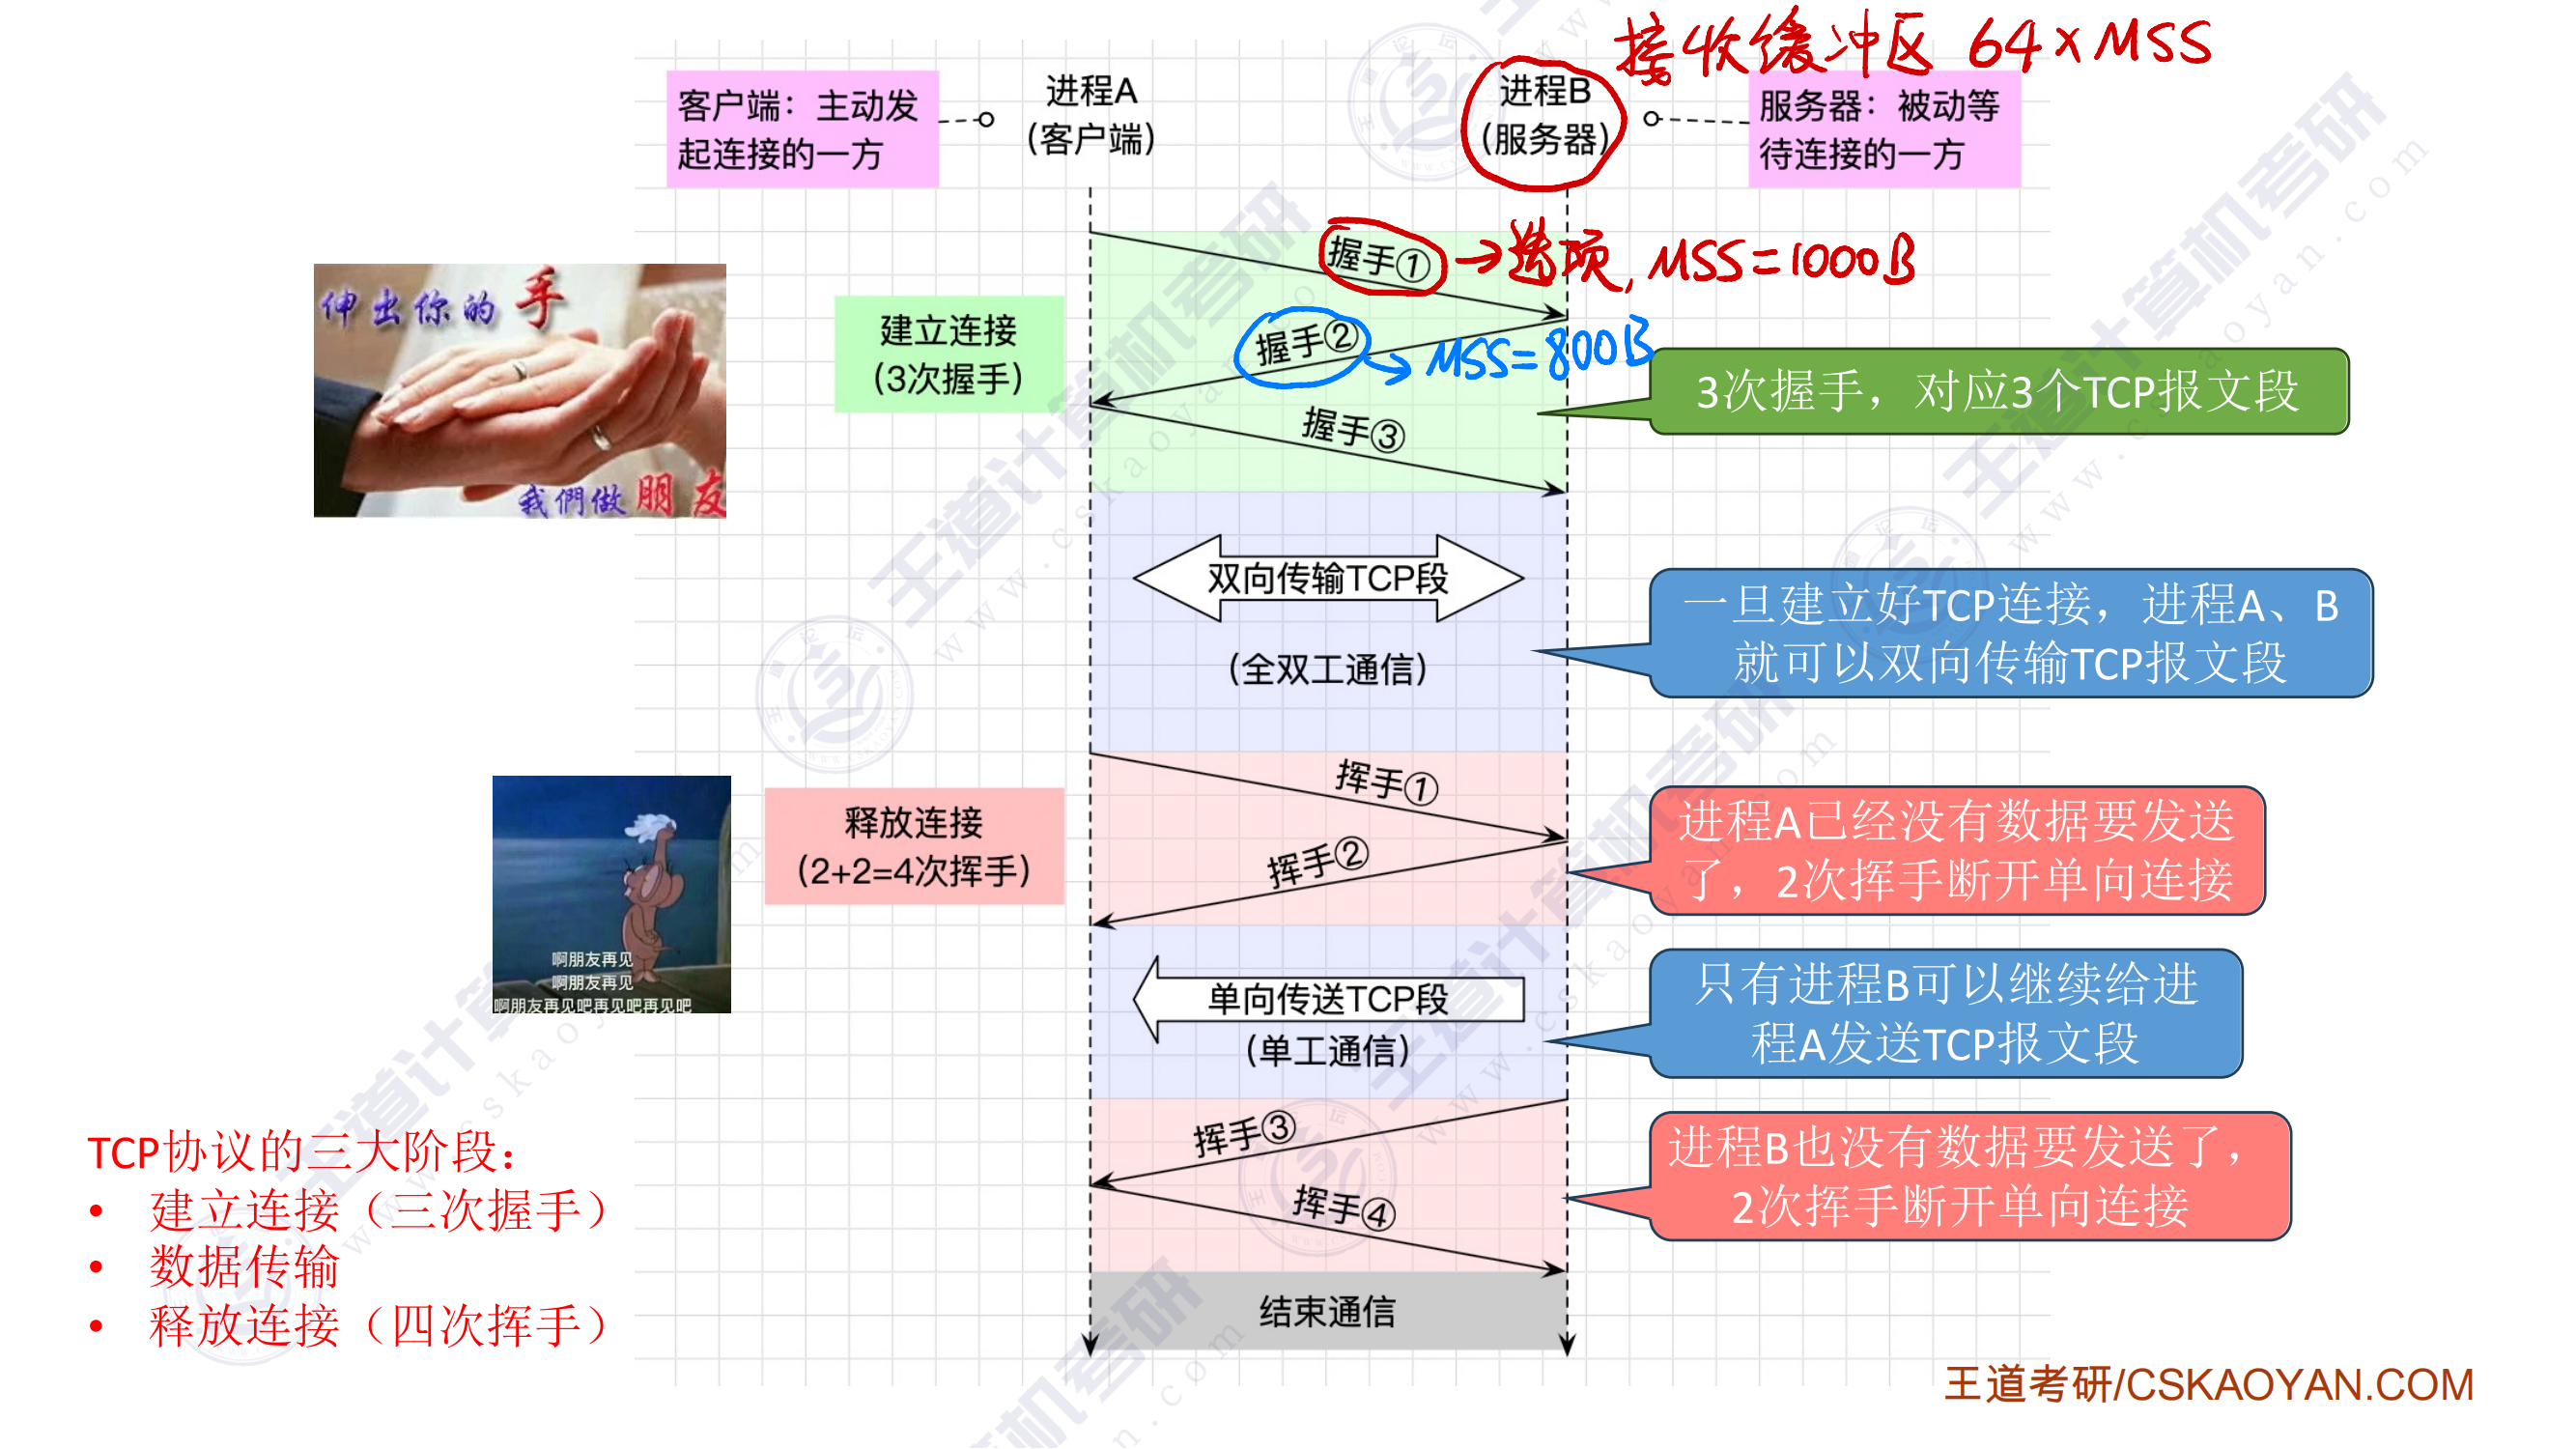 接收缓冲区 64×MSS
客户端：主动发
起连接的一方
进程A
(客户端)
进程B
(服务器)
服务器：被动等
待连接的一方
握手①
→选项, MSS=1000B
伸出你的手
我們做朋友
建立连接
(3次握手)
握手②
→ MSS=800B
握手③
3次握手，对应3个TCP报文段
双向传输TCP段
(全双工通信)
一旦建立好TCP连接，进程A、B
就可以双向传输TCP报文段
挥手①
释放连接
(2+2=4次挥手)
挥手②
进程A已经没有数据要发送
了，2次挥手断开单向连接
啊朋友再见
啊朋友再见
啊朋友再见吧再见吧再见吧
单向传送TCP段
(单工通信)
只有进程B可以继续给进
程A发送TCP报文段
挥手③
挥手④
进程B也没有数据要发送了，
2次挥手断开单向连接
TCP协议的三大阶段：
• 建立连接（三次握手）
• 数据传输
• 释放连接（四次挥手）
结束通信
王道考研/CSKAOYAN.COM
王道计算机考研
www.cskaoyan.com